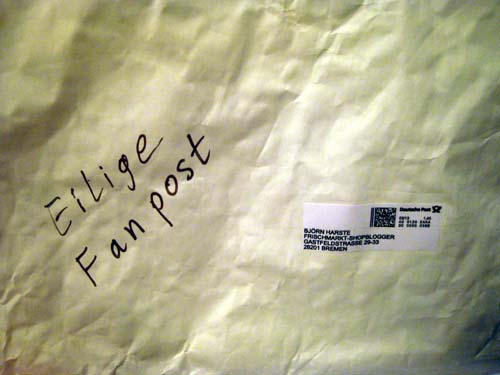 Eilige
Fanpost
Deutsche Post
BJÖRN HARSTE
FRISCHMARKT-SHOPBLOGGER
GASTFELDSTRASSE 29-33
28201 BREMEN